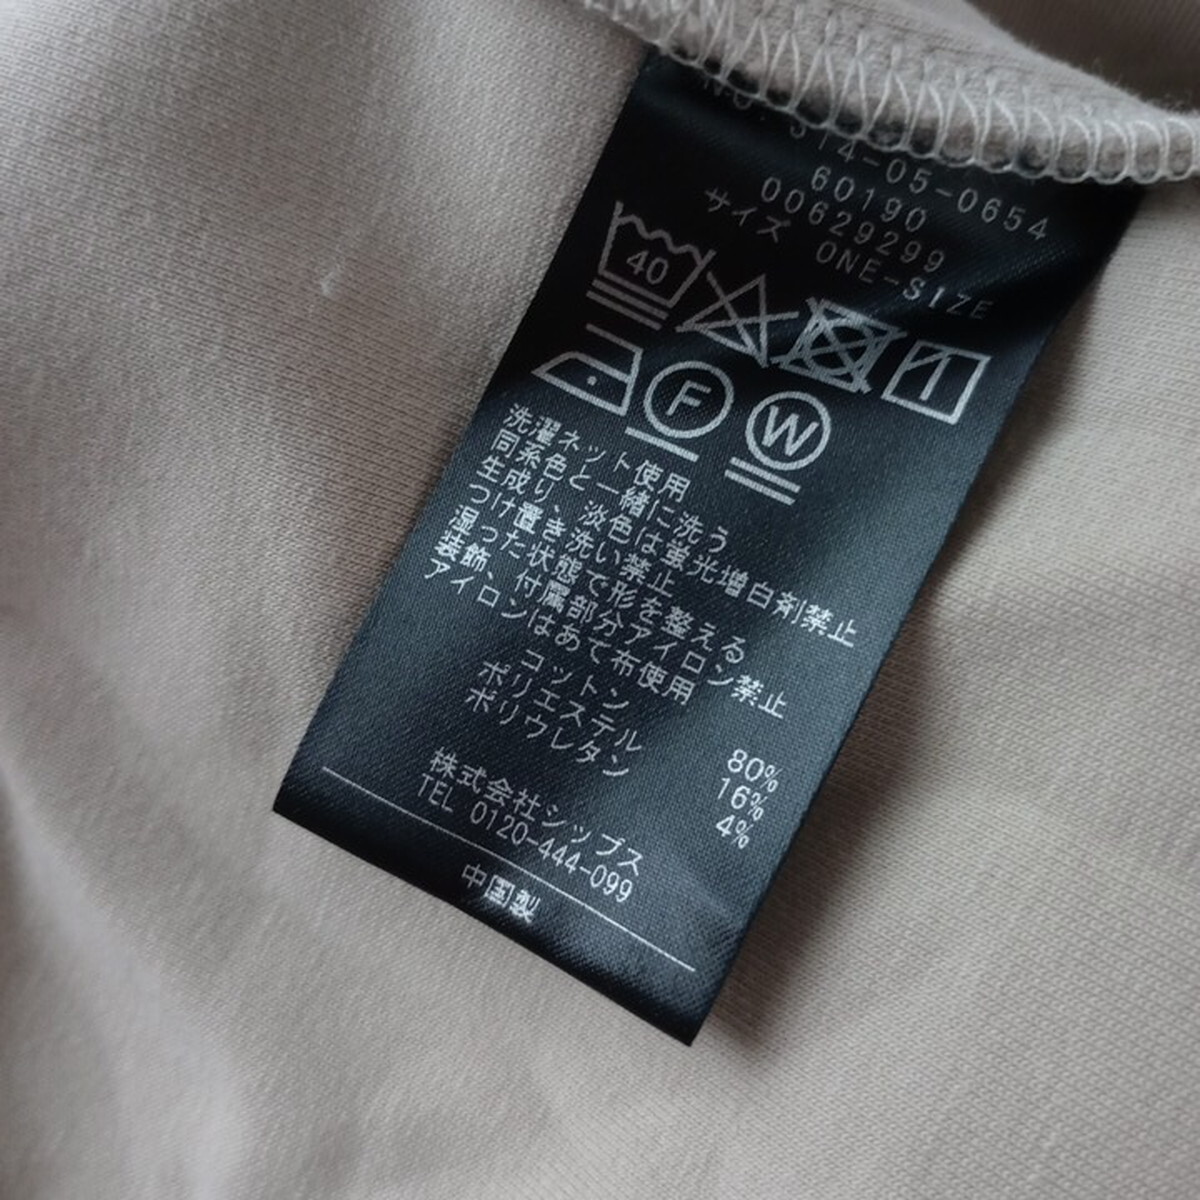 NO. 314-05-0654
60190
00629299
サイズ ONE-SIZE
40
F W
洗濯ネット使用
同系色と一緒に洗う
生成り、淡色は蛍光増白剤禁止
つけ置き洗い禁止
湿った状態で形を整える
装飾、付属部分アイロン禁止
アイロンはあて布使用
コットン 80%
ポリエステル 16%
ポリウレタン 4%
株式会社シップス
TEL 0120-444-099
中国製